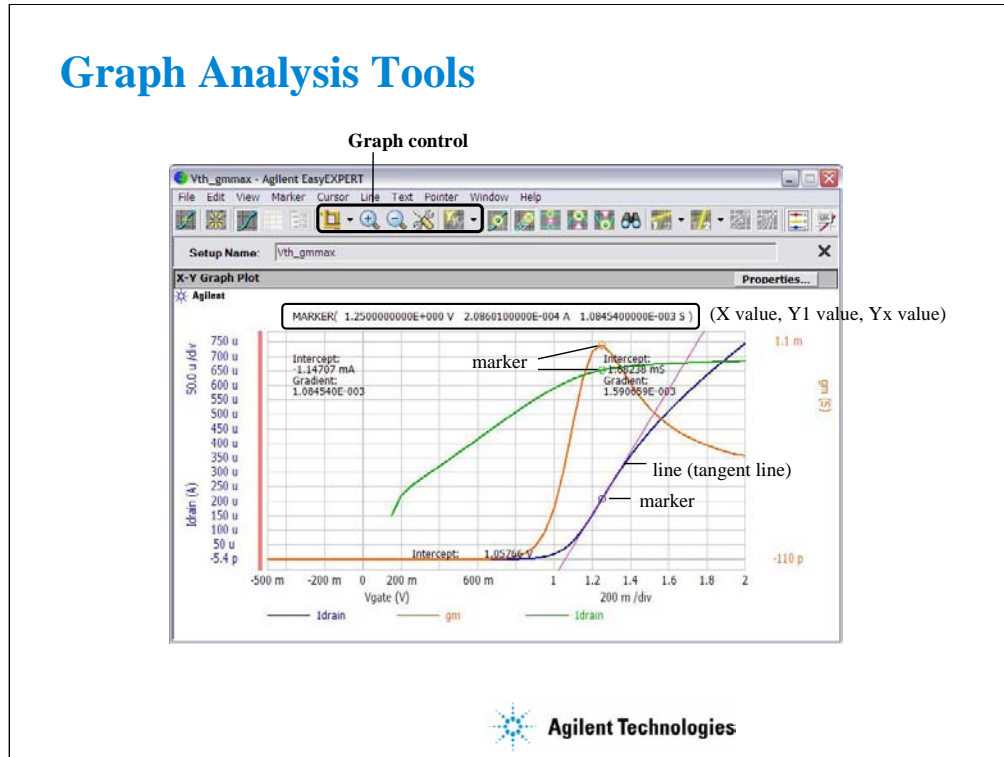 Graph Analysis Tools
Graph control
Vth_gmmax - Agilent EasyEXPERT
File Edit View Marker Cursor Line Text Pointer Window Help
Setup Name: Vth_gmmax
X-Y Graph Plot Properties...
Agilent
MARKER( 1.2500000000E+000 V 2.0860100000E-004 A 1.0845400000E-003 S )
(X value, Y1 value, Yx value)
50.0 u /div
Idrain (A)
750 u
700 u
650 u
600 u
550 u
500 u
450 u
400 u
350 u
300 u
250 u
200 u
150 u
100 u
50 u
-5.4 p
Intercept:
-1.14707 mA
Gradient:
1.084540E-003
marker
Intercept:
-1.68238 mS
Gradient:
1.590659E-003
1.1 m
gm (S)
-110 p
line (tangent line)
marker
Intercept: 1.05766 V
-500 m -200 m 0 200 m 600 m 1 1.2 1.4 1.6 1.8 2
Vgate (V) 200 m /div
Idrain gm Idrain
Agilent Technologies